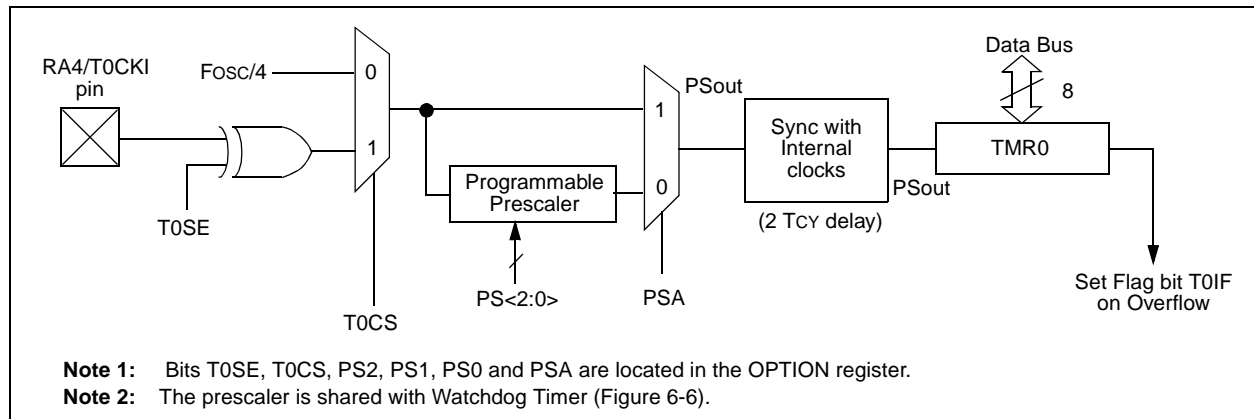 RA4/T0CKI
pin
FOSC/4
0
1
T0SE
T0CS
Programmable
Prescaler
PS<2:0>
1
0
PSA
PSout
Sync with
Internal
clocks
(2 TCY delay)
PSout
Data Bus
8
TMR0
Set Flag bit T0IF
on Overflow
Note 1: Bits T0SE, T0CS, PS2, PS1, PS0 and PSA are located in the OPTION register.
Note 2: The prescaler is shared with Watchdog Timer (Figure 6-6).